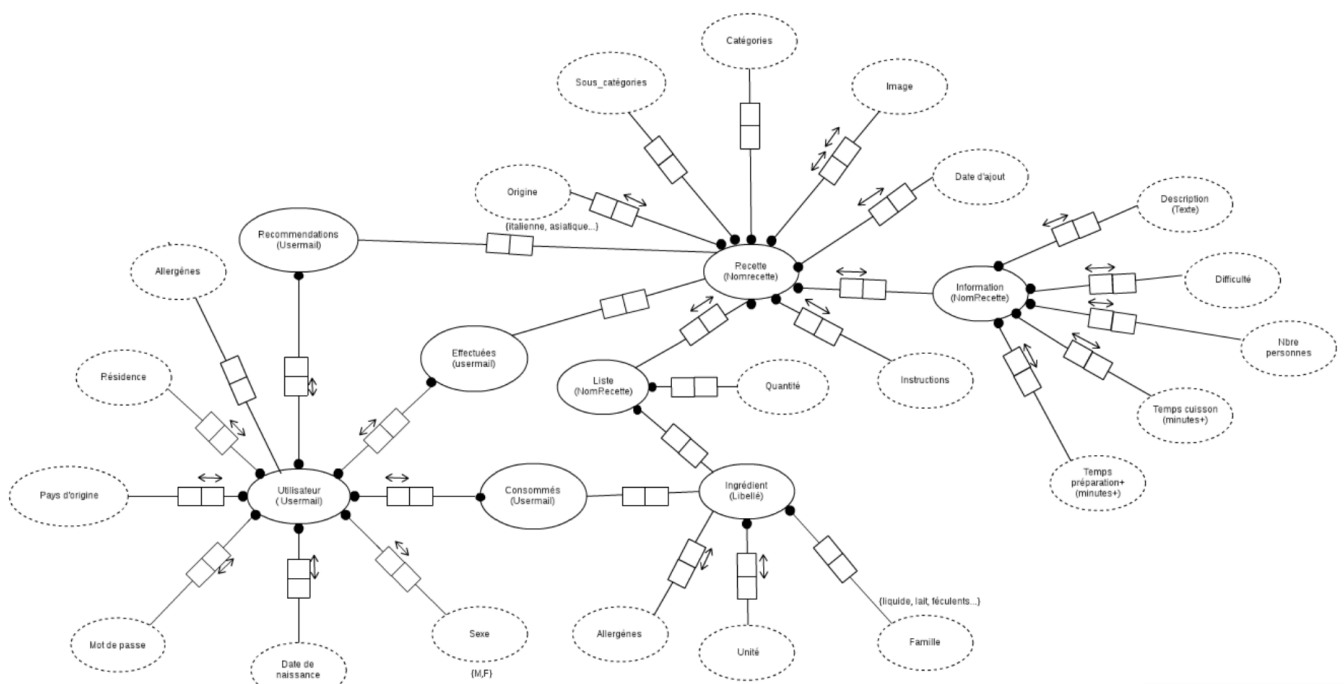 Catégories
Sous_catégories
Image
Origine
{italienne, asiatique...}
Date d'ajout
Description
(Texte)
Recommendations
(Usermail)
Allergénes
Recette
(Nomrecette)
Information
(NomRecette)
Difficulté
Effectuées
(usermail)
Nbre
personnes
Résidence
Liste
(NomRecette)
Quantité
Instructions
Temps cuisson
(minutes+)
Pays d'origine
Utilisateur
( Usermail)
Consommés
(Usermail)
Ingrédient
(Libellé)
Temps
préparation+
(minutes+)
{liquide, lait, féculents...}
Mot de passe
Date de
naissance
Sexe
{M,F}
Allergénes
Unité
Famille